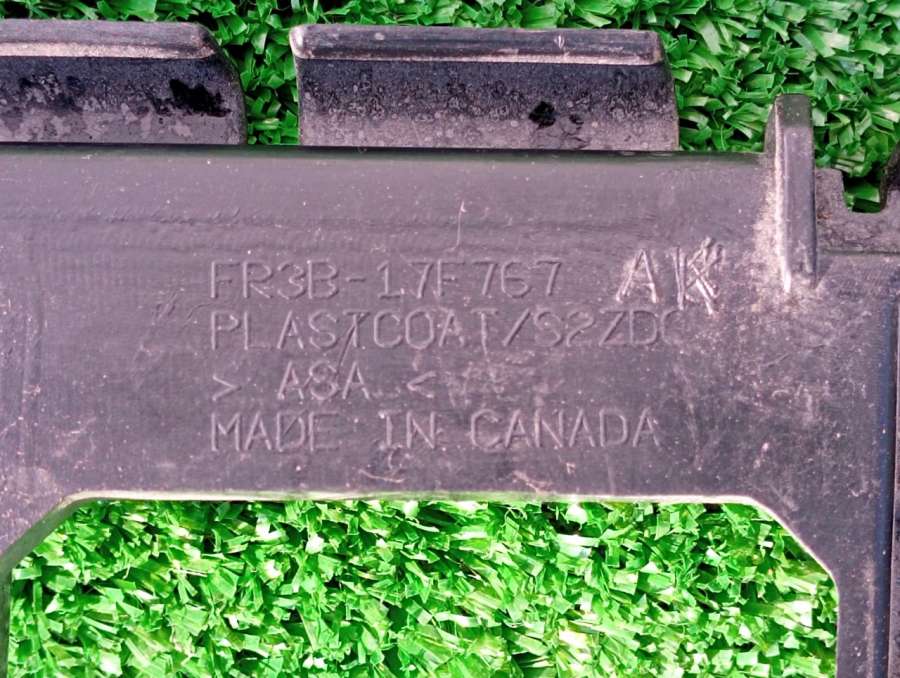 FR3B-17F767 AK
PLASTCOAT/S2ZDC
> ASA <
MADE IN CANADA